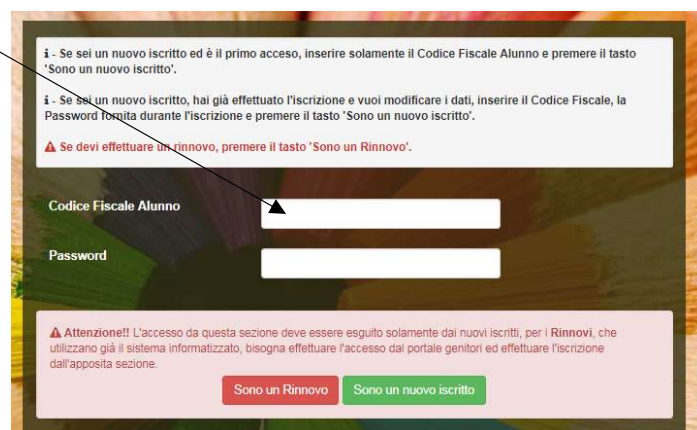 i - Se sei un nuovo iscritto ed è il primo accesso, inserire solamente il Codice Fiscale Alunno e premere il tasto
'Sono un nuovo iscritto'.
i - Se sei un nuovo iscritto, hai già effettuato l'iscrizione e vuoi modificare i dati, inserire il Codice Fiscale, la
Password fornita durante l'iscrizione e premere il tasto 'Sono un nuovo iscritto'.
Se devi effettuare un rinnovo, premere il tasto 'Sono un Rinnovo'.
Codice Fiscale Alunno
Password
Attenzione!! L'accesso da questa sezione deve essere esguito solamente dai nuovi iscritti, per i Rinnovi, che
utilizzano già il sistema informatizzato, bisogna effettuare l'accesso dal portale genitori ed effettuare l'iscrizione
dall'apposita sezione.
Sono un Rinnovo Sono un nuovo iscritto